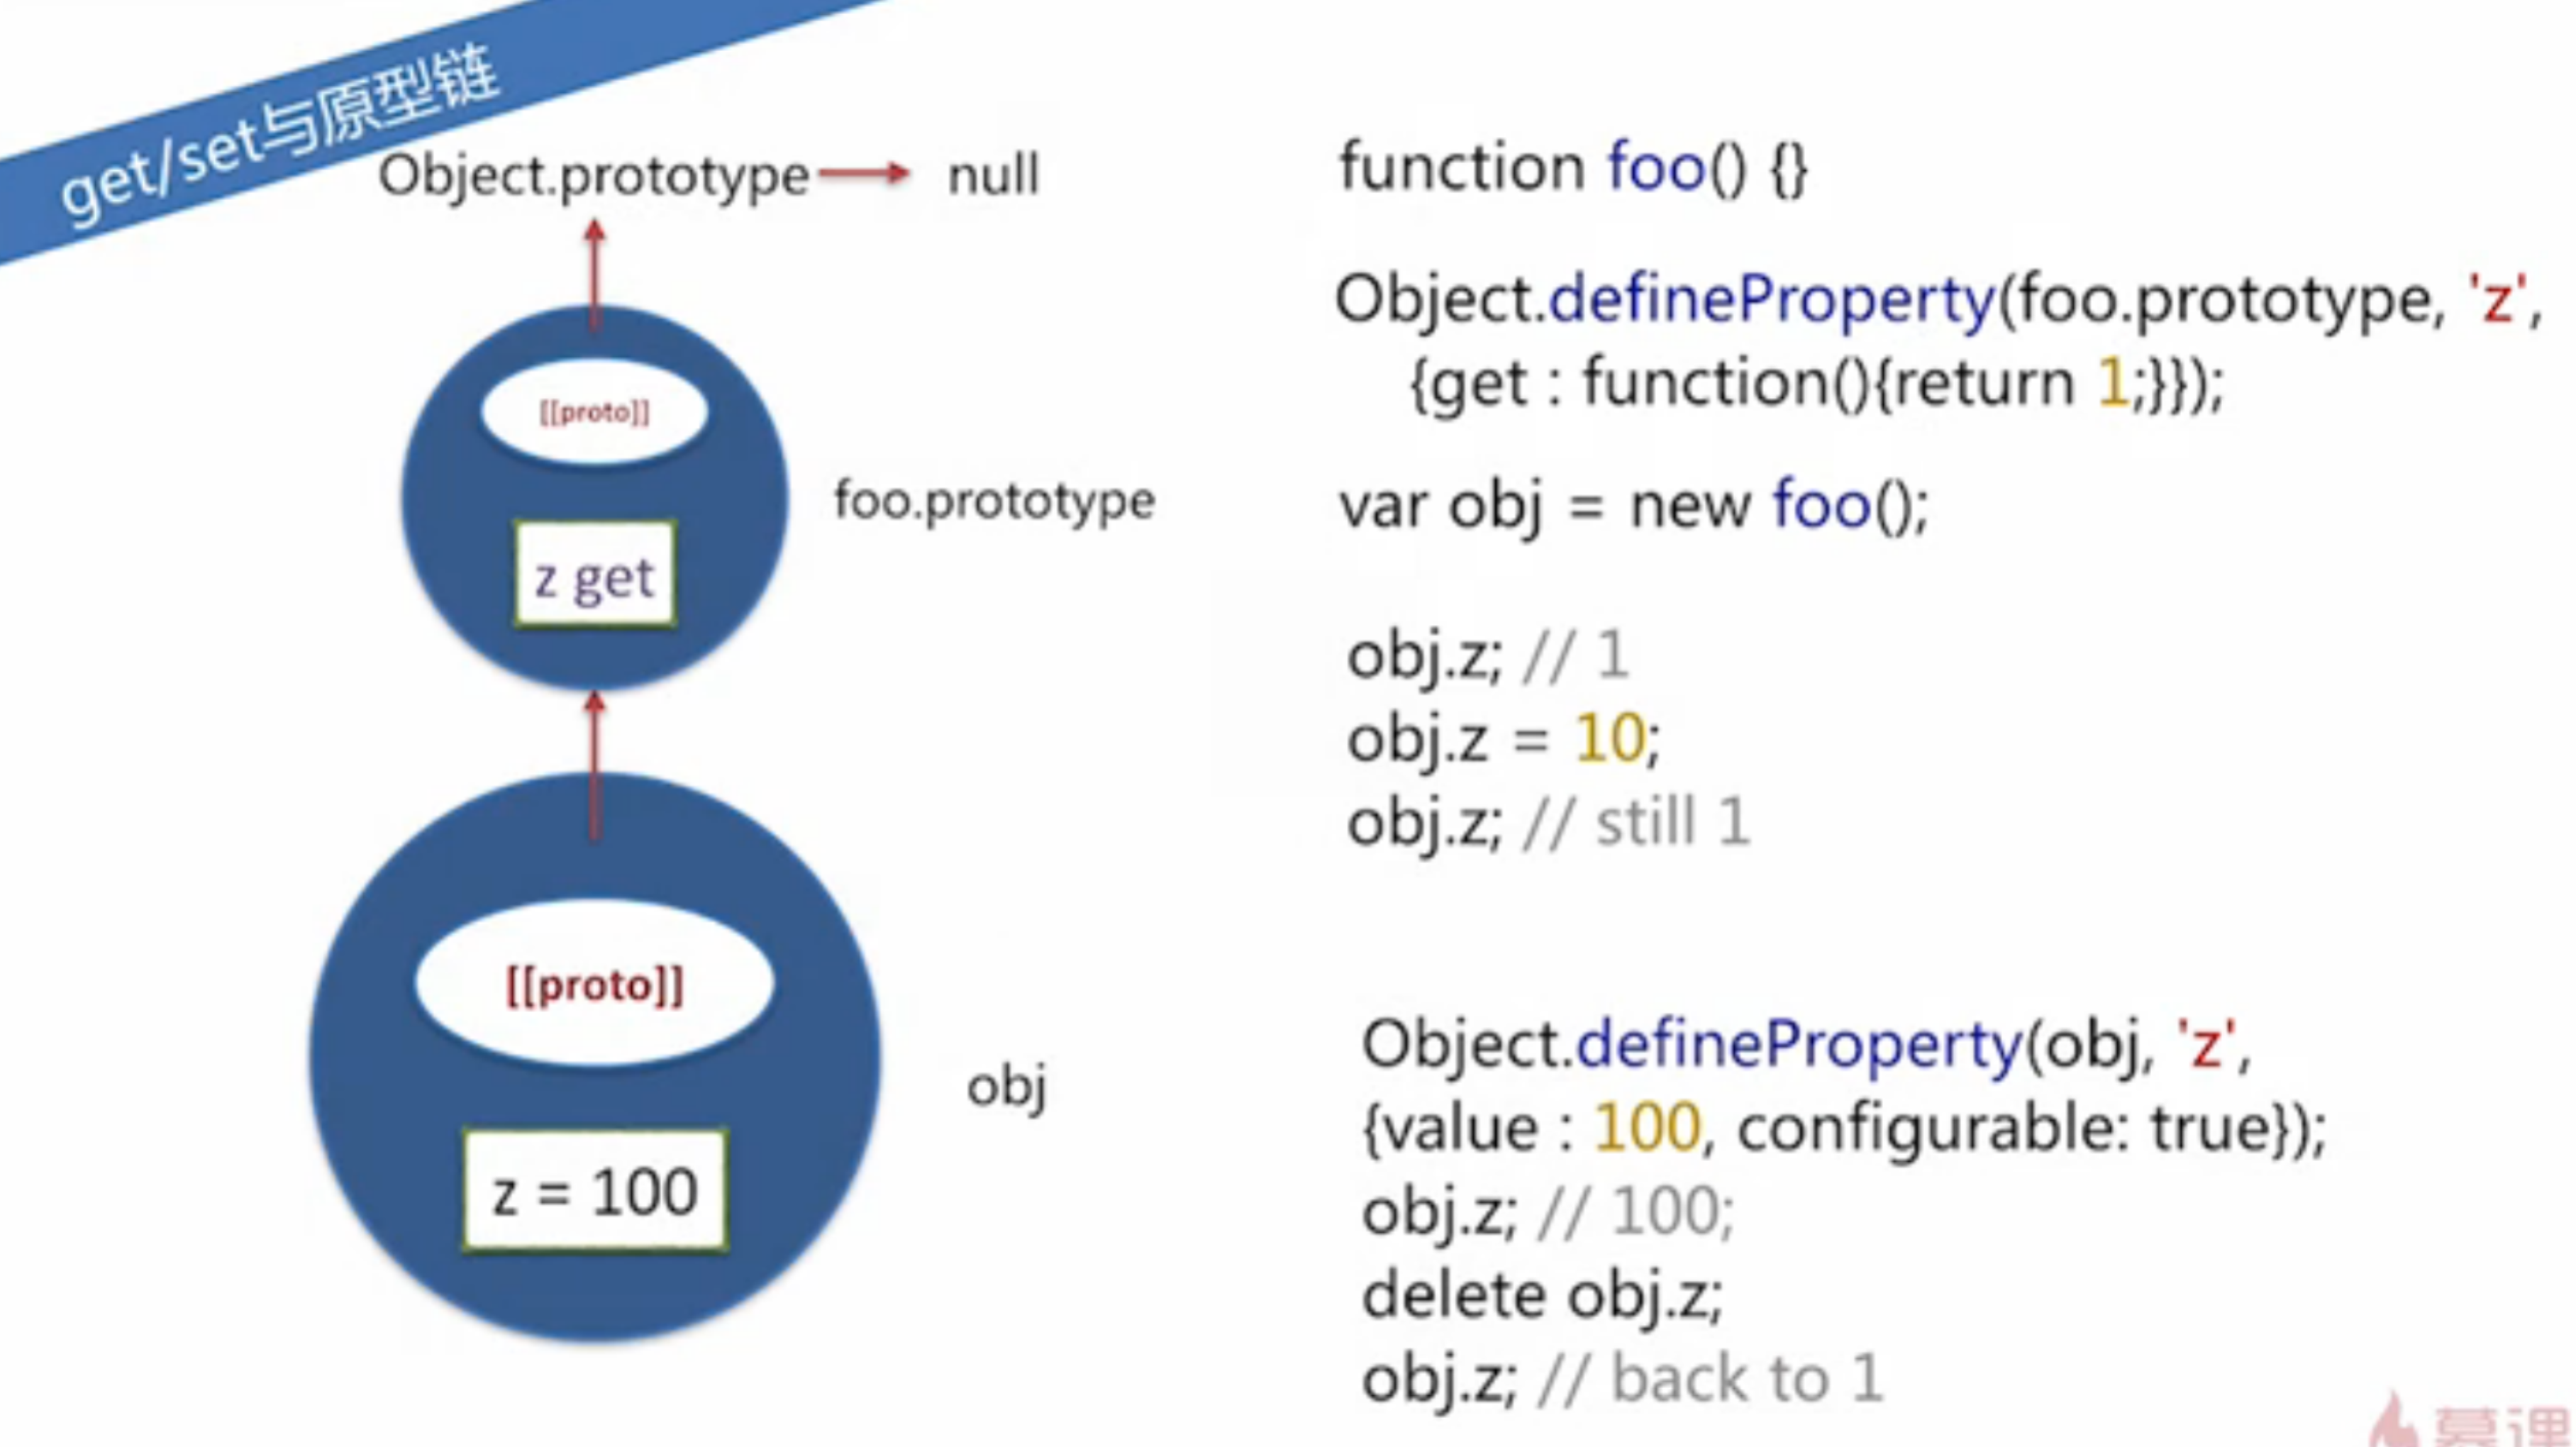 get/set与原型链
Object.prototype null
[[proto]]
z get
foo.prototype
[[proto]]
z = 100
obj
function foo() {}
Object.defineProperty(foo.prototype, 'z',
{get : function(){return 1;}});
var obj = new foo();
obj.z; // 1
obj.z = 10;
obj.z; // still 1
Object.defineProperty(obj, 'z',
{value : 100, configurable: true});
obj.z; // 100;
delete obj.z;
obj.z; // back to 1
慕课